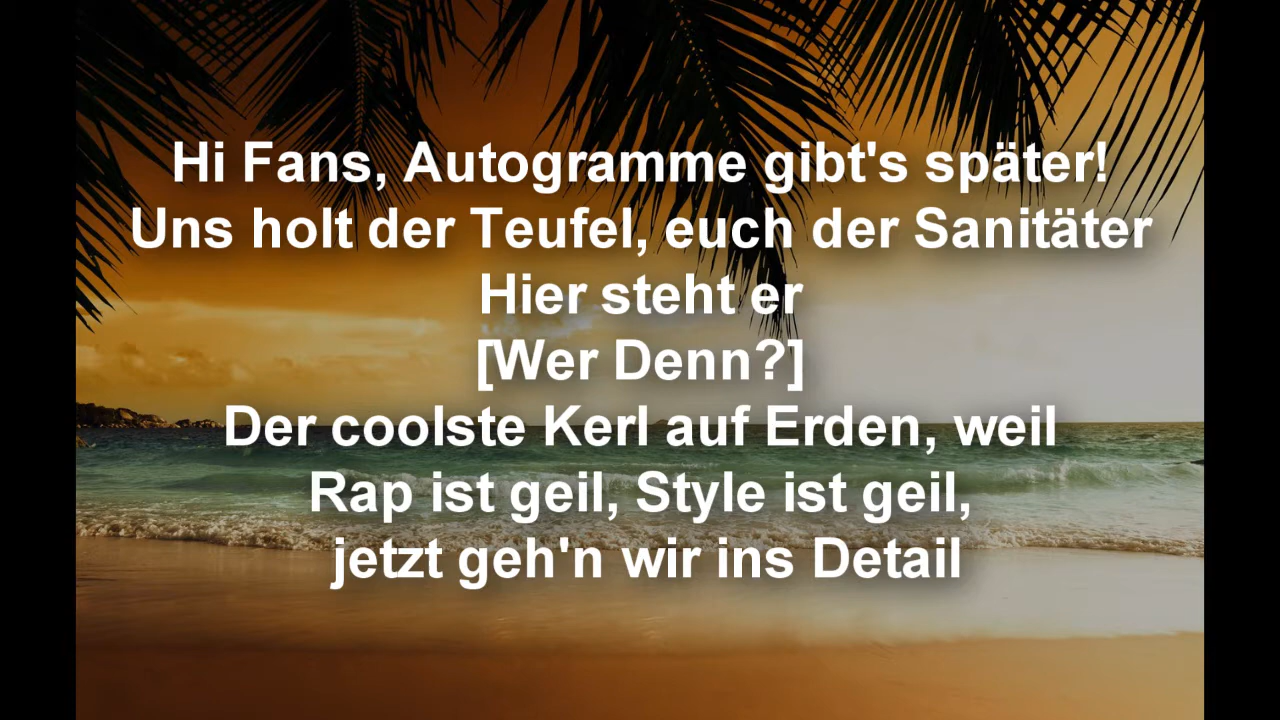 Hi Fans, Autogramme gibt's später!
Uns holt der Teufel, euch der Sanitäter
Hier steht er
[Wer Denn?]
Der coolste Kerl auf Erden, weil
Rap ist geil, Style ist geil,
jetzt geh'n wir ins Detail